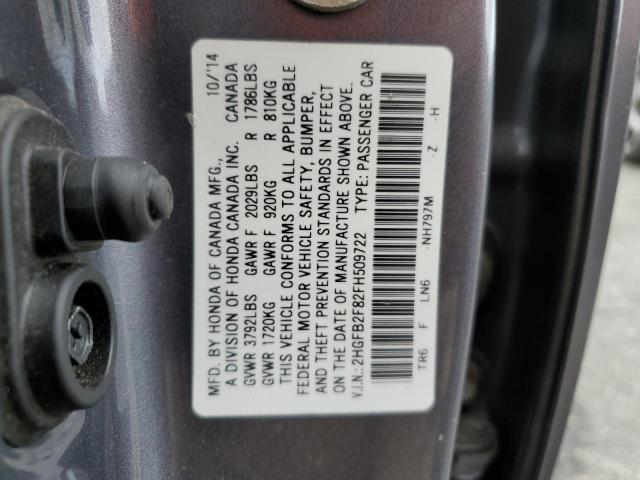 MFD. BY HONDA OF CANADA MFG., 10/'14
A DIVISION OF HONDA CANADA INC. CANADA
GVWR 3792LBS GAWR F 2029LBS R 1786LBS
GVWR 1720KG GAWR F 920KG R 810KG
THIS VEHICLE CONFORMS TO ALL APPLICABLE
FEDERAL MOTOR VEHICLE SAFETY, BUMPER,
AND THEFT PREVENTION STANDARDS IN EFFECT
ON THE DATE OF MANUFACTURE SHOWN ABOVE.
V.I.N.: 2HGFB2F82FH509722 TYPE: PASSENGER CAR
TR6 F LN6 -NH797M -Z -H